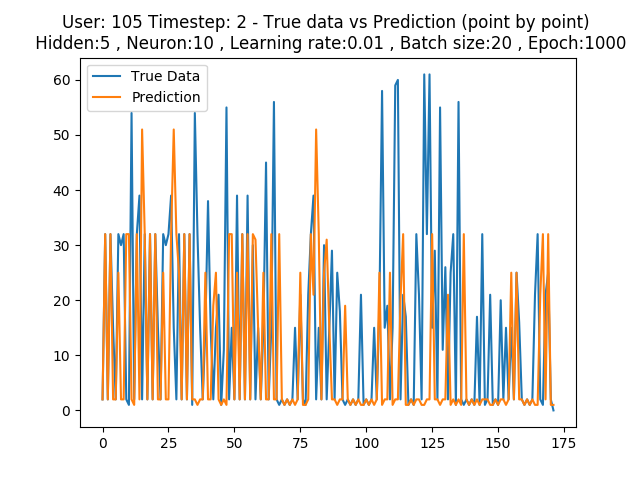 User: 105 Timestep: 2 - True data vs Prediction (point by point)
Hidden:5 , Neuron:10 , Learning rate:0.01 , Batch size:20 , Epoch:1000
True Data
Prediction
60
50
40
30
20
10
0
0 25 50 75 100 125 150 175